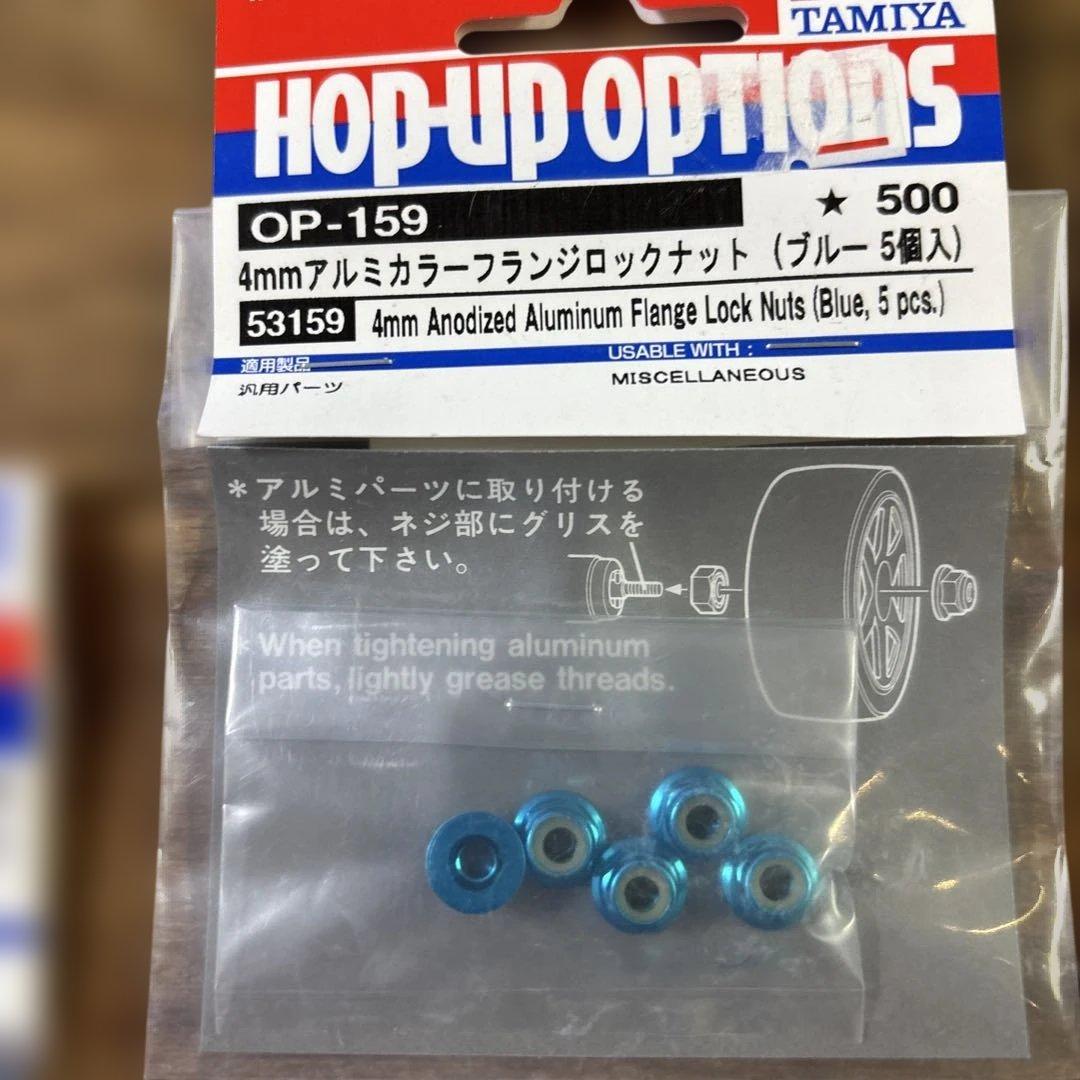 TAMIYA
HOP-UP OPTIONS
OP-159
★ 500
4mmアルミカラーフランジロックナット (ブルー 5個入)
53159 4mm Anodized Aluminum Flange Lock Nuts (Blue, 5 pcs.)
適用製品 USABLE WITH :
汎用パーツ MISCELLANEOUS
*アルミパーツに取り付ける
場合は、ネジ部にグリスを
塗って下さい。
* When tightening aluminum
parts, lightly grease threads.